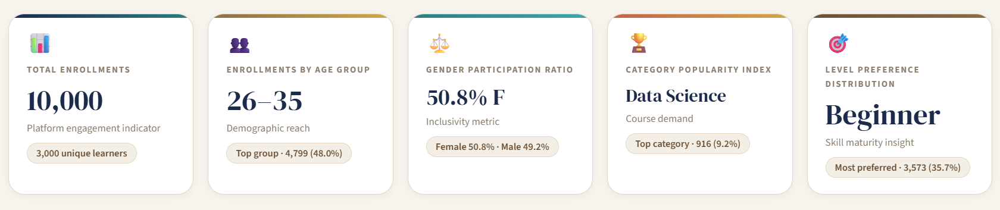 TOTAL ENROLLMENTS
10,000
Platform engagement indicator
3,000 unique learners
ENROLLMENTS BY AGE GROUP
26–35
Demographic reach
Top group · 4,799 (48.0%)
GENDER PARTICIPATION RATIO
50.8% F
Inclusivity metric
Female 50.8% · Male 49.2%
CATEGORY POPULARITY INDEX
Data Science
Course demand
Top category · 916 (9.2%)
LEVEL PREFERENCE
DISTRIBUTION
Beginner
Skill maturity insight
Most preferred · 3,573 (35.7%)